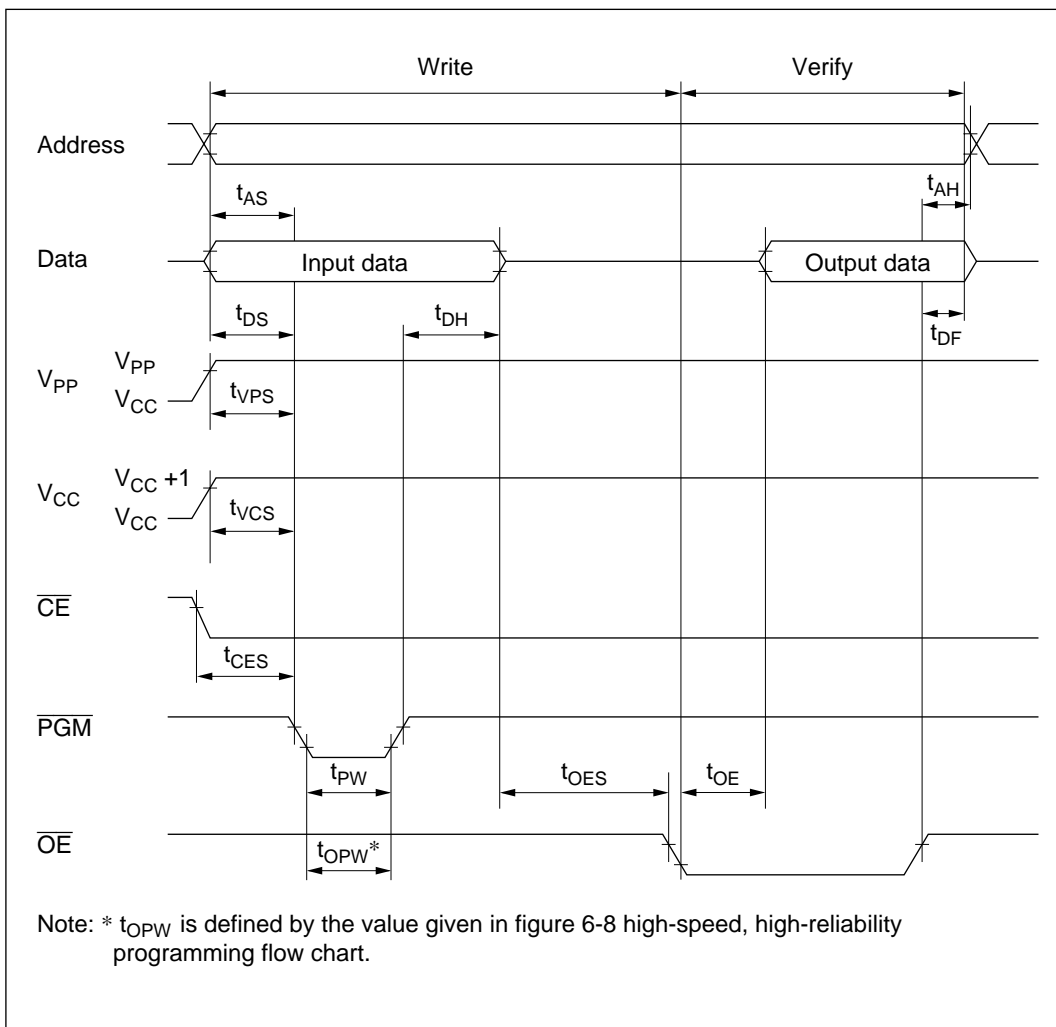 Write
Verify
Address
tAS
tAH
Data
Input data
Output data
tDS
tDH
tDF
VPP
VPP
VCC
tVPS
VCC
VCC +1
VCC
tVCS
CE
tCES
PGM
tPW
tOES
tOE
OE
tOPW*
Note: * tOPW is defined by the value given in figure 6-8 high-speed, high-reliability
programming flow chart.